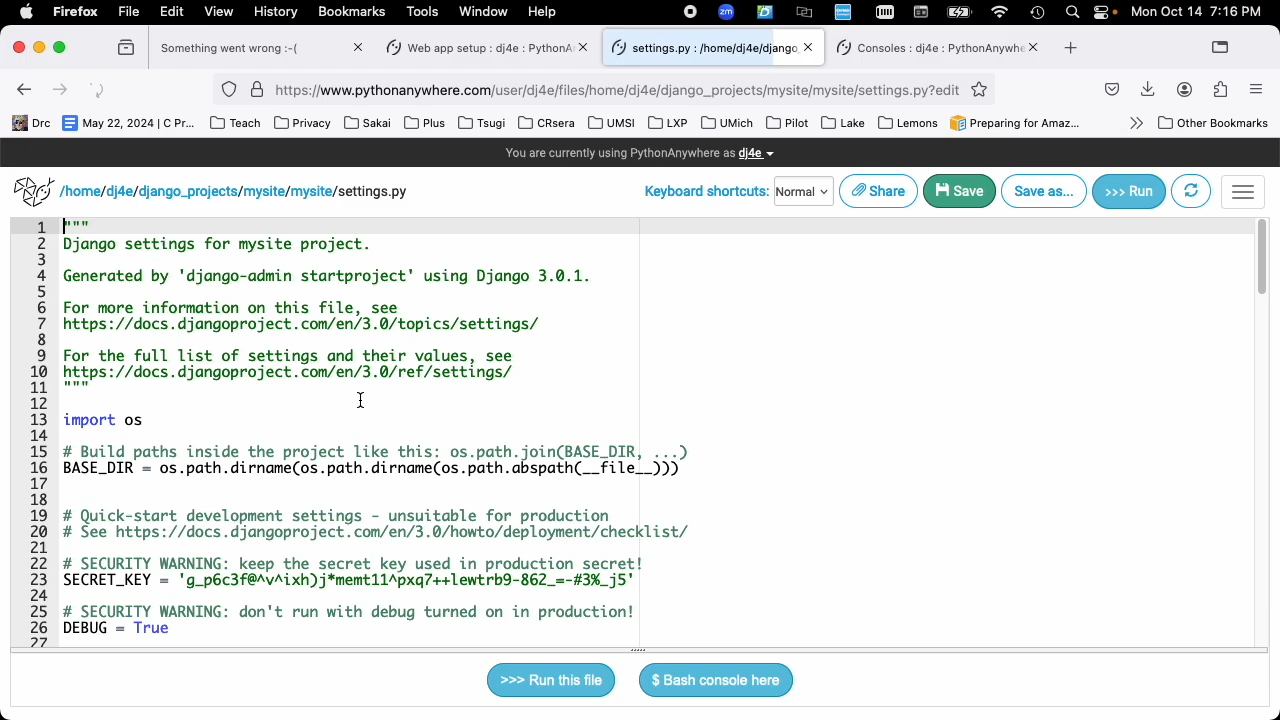 Firefox File Edit View History Bookmarks Tools Window Help
zm
Mon Oct 14 7:16 PM
Something went wrong :-(
Web app setup : dj4e : PythonA
settings.py : /home/dj4e/django
Consoles : dj4e : PythonAnywhe
https://www.pythonanywhere.com/user/dj4e/files/home/dj4e/django_projects/mysite/mysite/settings.py?edit
Drc May 22, 2024 | C Pr... Teach Privacy Sakai Plus Tsugi CRsera UMSI LXP UMich Pilot Lake Lemons Preparing for Amaz... Other Bookmarks
You are currently using PythonAnywhere as dj4e
/home/dj4e/django_projects/mysite/mysite/settings.py
Keyboard shortcuts: Normal Share Save Save as... >>> Run
1 """
2 Django settings for mysite project.
3
4 Generated by 'django-admin startproject' using Django 3.0.1.
5
6 For more information on this file, see
7 https://docs.djangoproject.com/en/3.0/topics/settings/
8
9 For the full list of settings and their values, see
10 https://docs.djangoproject.com/en/3.0/ref/settings/
11 """
12
13 import os
14
15 # Build paths inside the project like this: os.path.join(BASE_DIR, ...)
16 BASE_DIR = os.path.dirname(os.path.dirname(os.path.abspath(__file__)))
17
18
19 # Quick-start development settings - unsuitable for production
20 # See https://docs.djangoproject.com/en/3.0/howto/deployment/checklist/
21
22 # SECURITY WARNING: keep the secret key used in production secret!
23 SECRET_KEY = 'g_p6c3f@^v^ixh)j*memt11^pxq7++lewtrb9-862_=-#3%_j5'
24
25 # SECURITY WARNING: don't run with debug turned on in production!
26 DEBUG = True
27
>>> Run this file
$ Bash console here